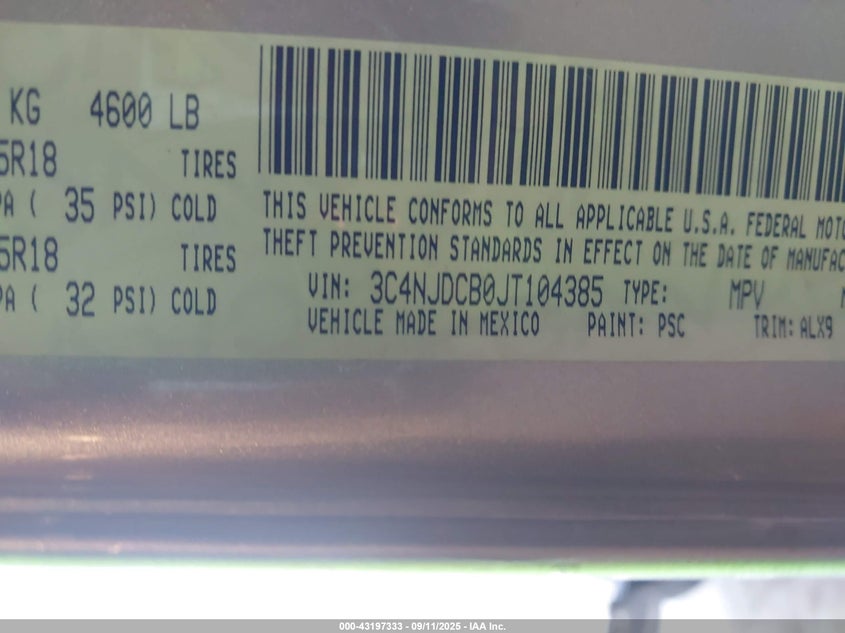 KG 4600 LB
5R18 TIRES
PA ( 35 PSI) COLD
5R18 TIRES
PA ( 32 PSI) COLD
THIS VEHICLE CONFORMS TO ALL APPLICABLE U.S.A. FEDERAL MOTO
THEFT PREVENTION STANDARDS IN EFFECT ON THE DATE OF MANUFAC
VIN: 3C4NJDCB0JT104385 TYPE: MPV
VEHICLE MADE IN MEXICO PAINT: PSC TRIM: ALX9
000-43197333 - 09/11/2025 - IAA Inc.